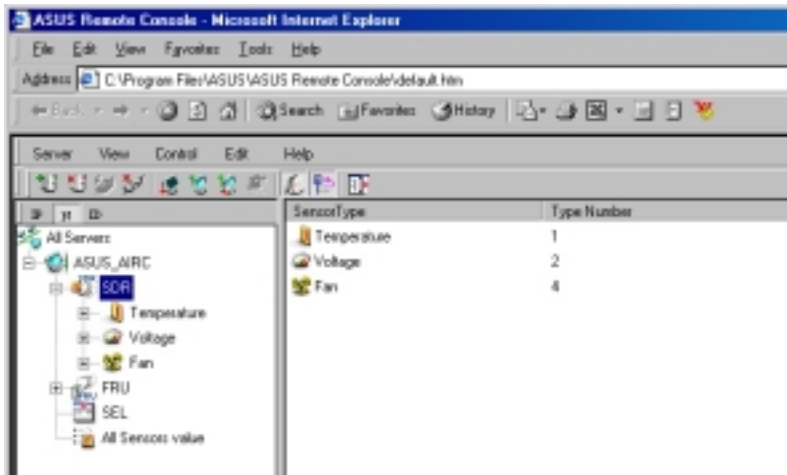 ASUS Remote Console - Microsoft Internet Explorer
File Edit View Favorites Tools Help
Address C:\Program Files\ASUS\ASUS Remote Console\default.htm
Back Search Favorites History
Server View Control Edit Help
SensorType Type Number
All Servers
ASUS_AIRC
SDR
Temperature
Voltage
Fan
FRU
SEL
All Sensors value
Temperature 1
Voltage 2
Fan 4